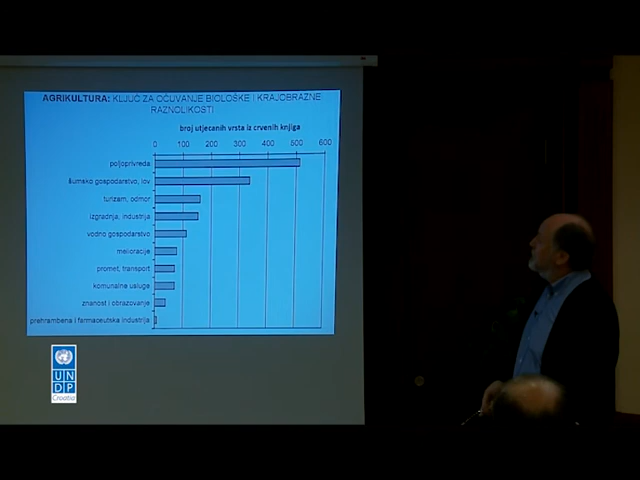 AGRIKULTURA: KLJUČ ZA OČUVANJE BIOLOŠKE I KRAJOBRAZNE
RAZNOLIKOSTI
broj utjecanih vrsta iz crvenih knjiga
0 100 200 300 400 500 600
poljoprivreda
šumsko gospodarstvo, lov
turizam, odmor
izgradnja, industrija
vodno gospodarstvo
melioracije
promet, transport
komunalne usluge
znanost i obrazovanje
prehrambena i farmaceutska industrija
U N
D P
Croatia